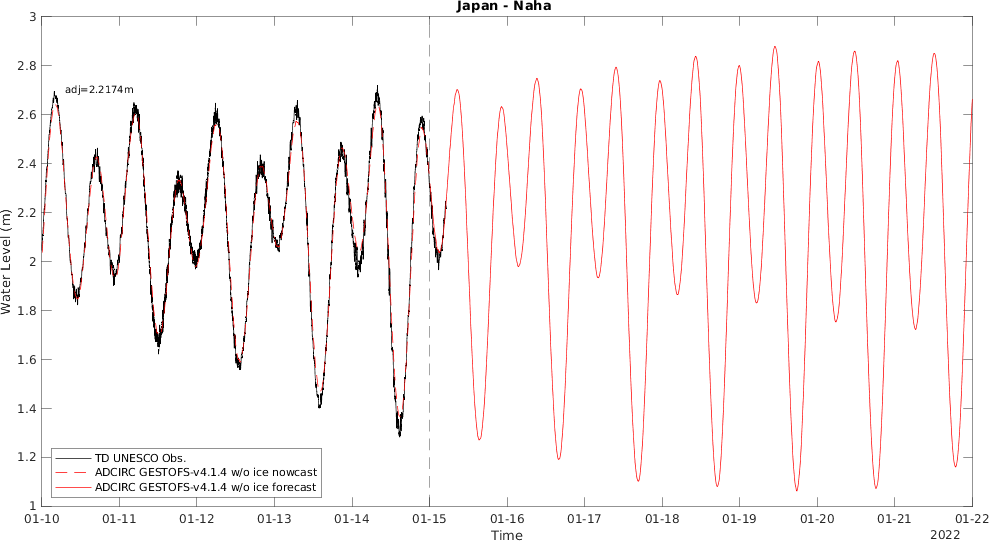 Japan - Naha
3
2.8
2.6
2.4
2.2
2
1.8
1.6
1.4
1.2
1
Water Level (m)
adj=2.2174m
TD UNESCO Obs.
ADCIRC GESTOFS-v4.1.4 w/o ice nowcast
ADCIRC GESTOFS-v4.1.4 w/o ice forecast
01-10 01-11 01-12 01-13 01-14 01-15 01-16 01-17 01-18 01-19 01-20 01-21 01-22
Time
2022